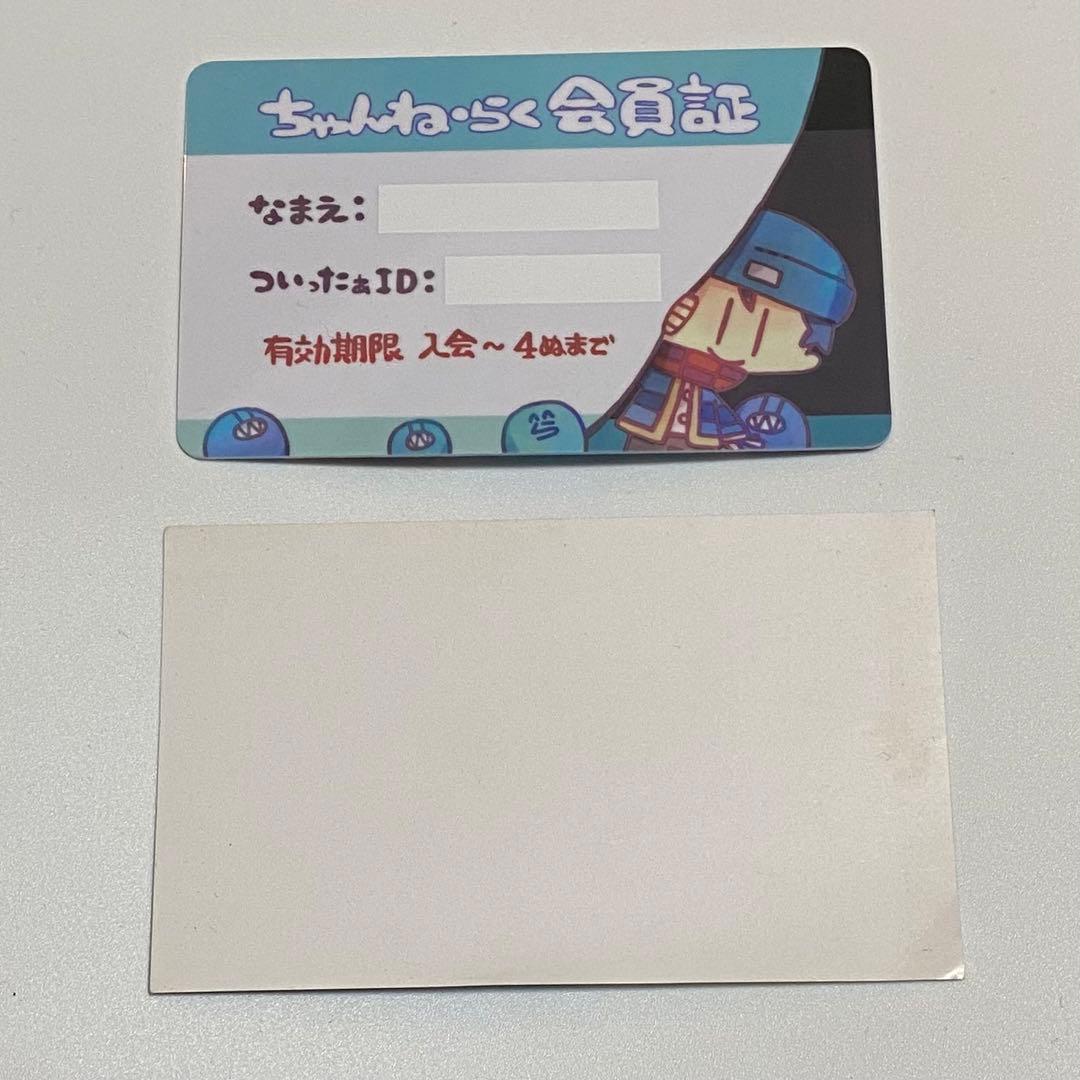 ちゃんね・らく会員証
なまえ:
ついったぁID:
有効期限 入会~4ぬまで